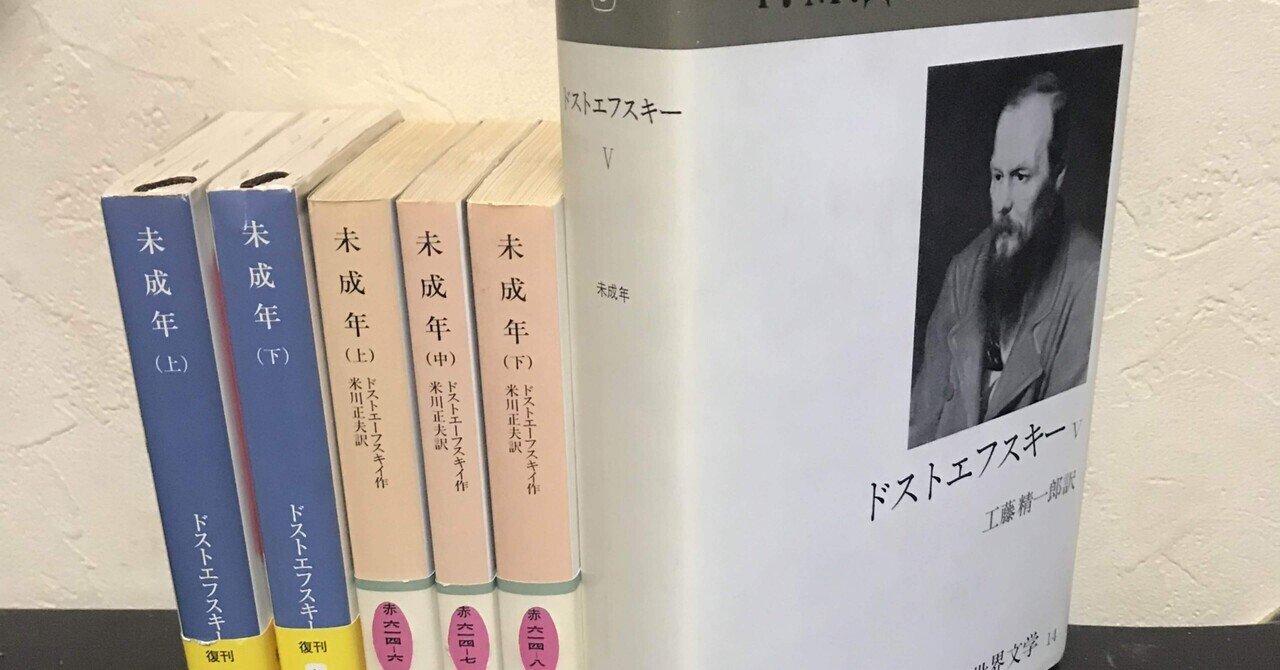 未成年(上)
ドストエフスキー
復刊
未成年(下)
ドストエフスキー
復刊
未成年(上)
ドストエーフスキイ作
米川正夫訳
赤六一四-六
未成年(中)
ドストエーフスキイ作
米川正夫訳
赤六一四-七
未成年(下)
ドストエーフスキイ作
米川正夫訳
赤六一四-八
ドストエフスキー
V
未成年
ドストエフスキー V
工藤精一郎訳
世界文学 14